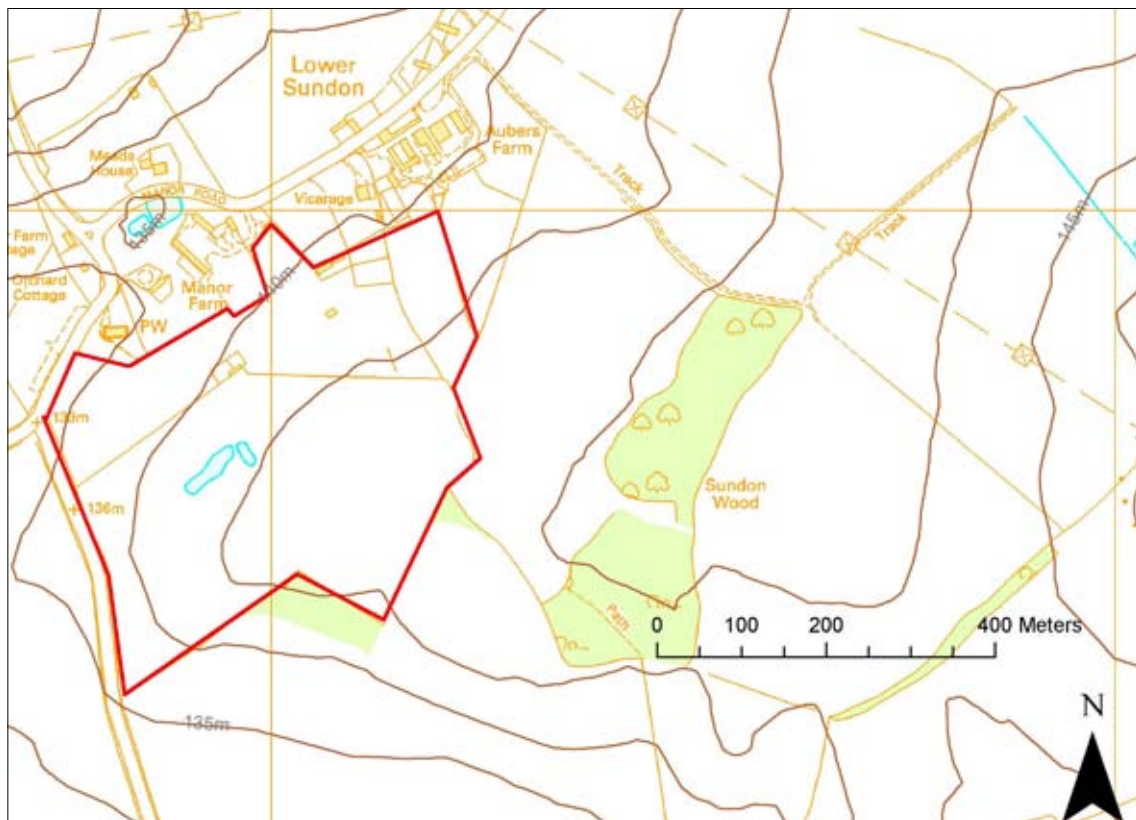 Lower
Sundon
Aubers
Farm
Meads
House
MANOR ROAD
Vicarage
Track
Track
145m
135m
140m
Farm
Orchard
Cottage
Manor
Farm
PW
136m
Sundon
Wood
Path
0 100 200 400 Meters
135m
N